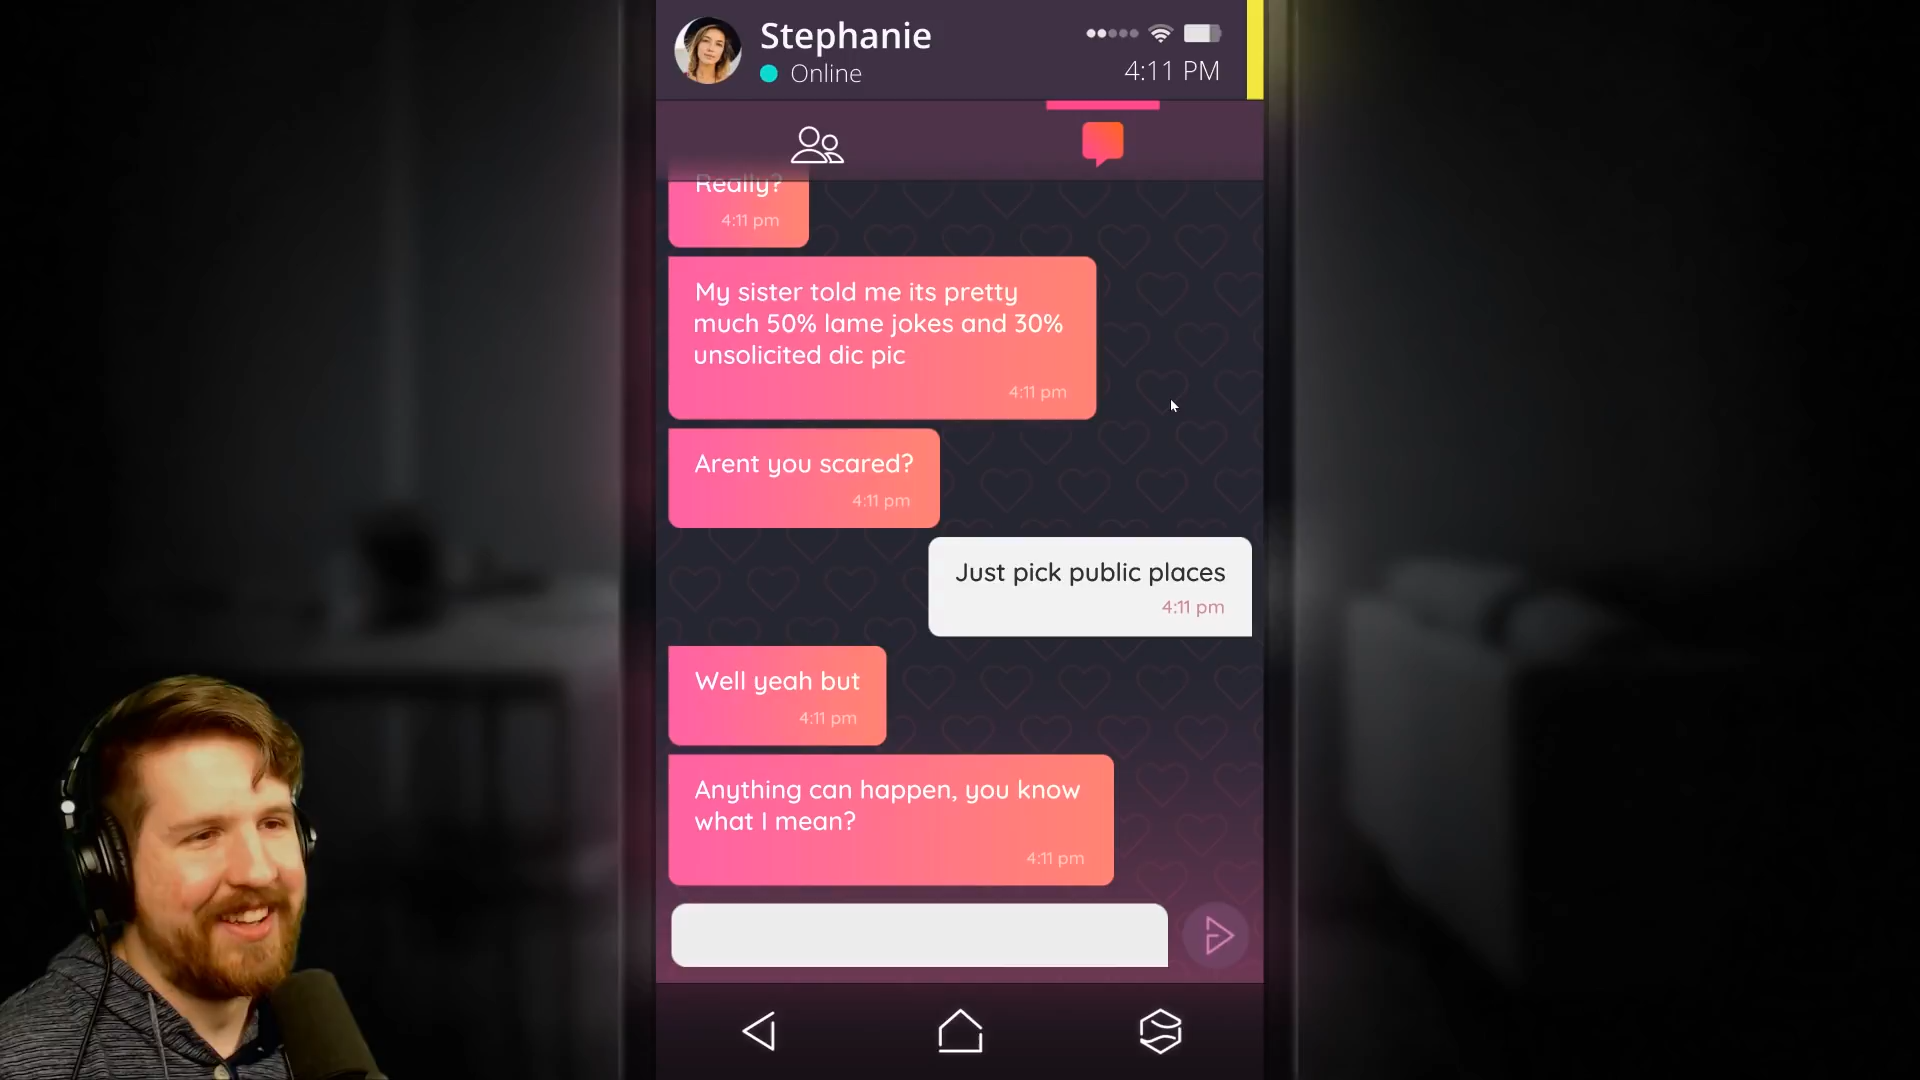 Stephanie
Online
4:11 PM
Really?
4:11 pm
My sister told me its pretty
much 50% lame jokes and 30%
unsolicited dic pic
4:11 pm
Arent you scared?
4:11 pm
Just pick public places
4:11 pm
Well yeah but
4:11 pm
Anything can happen, you know
what I mean?
4:11 pm